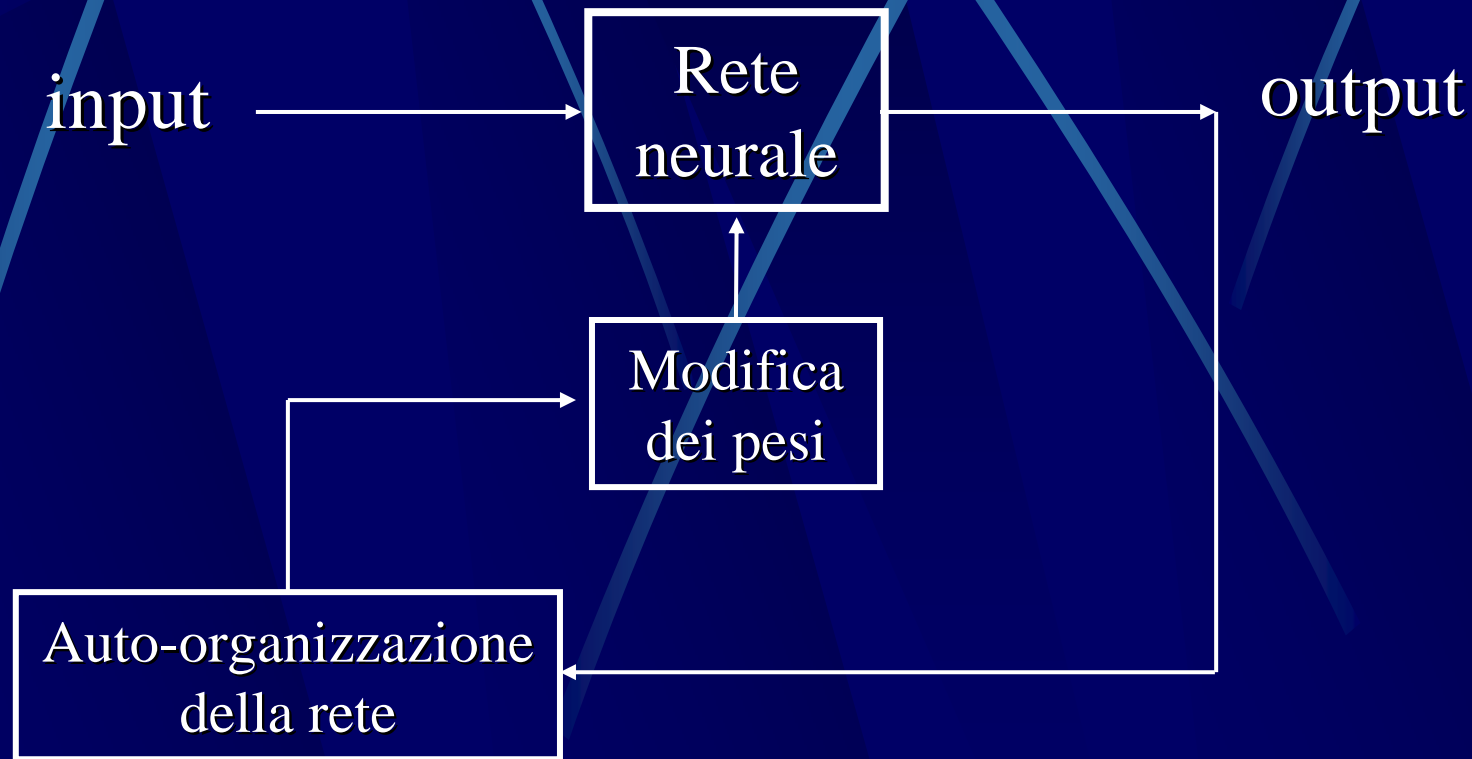 input
Rete
neurale
output
Modifica
dei pesi
Auto-organizzazione
della rete